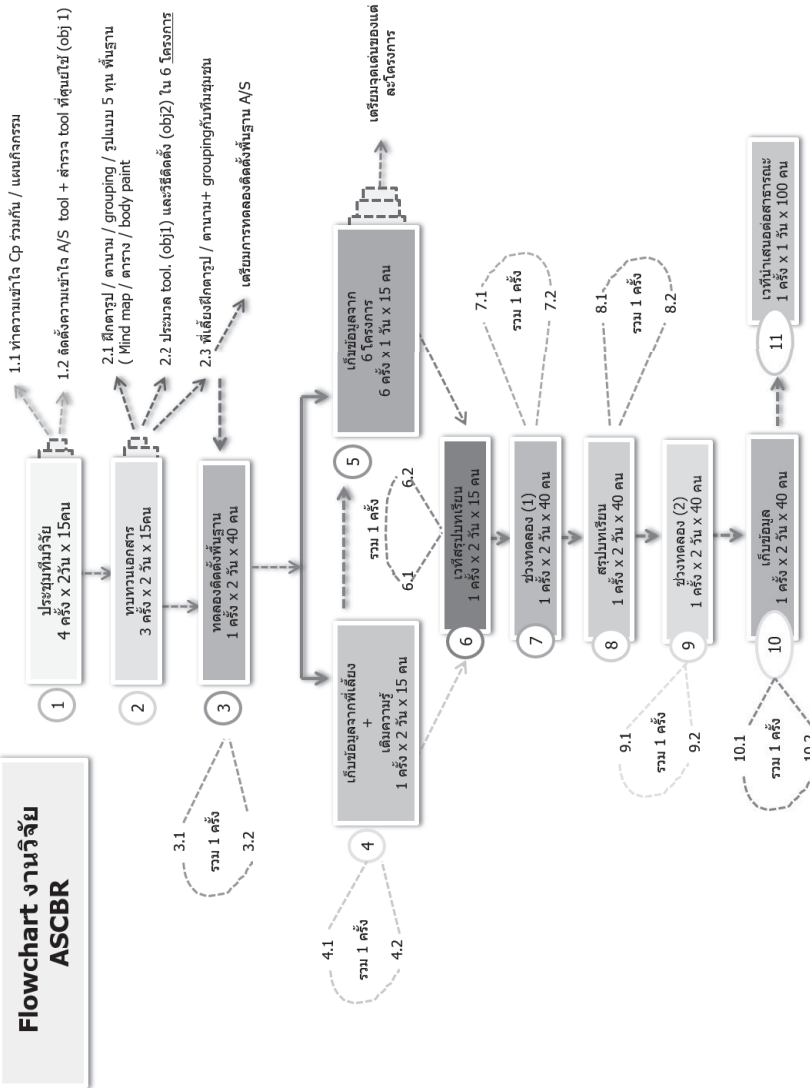 Flowchart งานวิจัย
ASCBR
1
ประชุมทีมวิจัย
4 ครั้ง x 2วัน x 15คน
1.1 ทำความเข้าใจ Cp ร่วมกัน / แผนกิจกรรม
1.2 ติดตั้งความเข้าใจ A/S tool + สำรวจ tool ที่ศูนย์ใช้ (obj 1)
2
ทบทวนเอกสาร
3 ครั้ง x 2 วัน x 15คน
2.1 ฝึกตารูป / ตานาม / grouping / รูปแบบ 5 ทุน พื้นฐาน
( Mind map / ตาราง / body paint
2.2 ประมวล tool. (obj1) และวิธีติดตั้ง (obj2) ใน 6 โครงการ
2.3 พี่เลี้ยงฝึกตารูป / ตานาม+ groupingกับทีมชุมชน
3
ทดลองติดตั้งพื้นฐาน
1 ครั้ง x 2 วัน x 40 คน
เตรียมการทดลองติดตั้งพื้นฐาน A/S
3.1
รวม 1 ครั้ง
3.2
4
เก็บข้อมูลจากพี่เลี้ยง
+
เติมความรู้
1 ครั้ง x 2 วัน x 15 คน
4.1
รวม 1 ครั้ง
4.2
5
เก็บข้อมูลจาก
6 โครงการ
6 ครั้ง x 1 วัน x 15 คน
เตรียมจุดเด่นของแต่
ละโครงการ
รวม 1 ครั้ง
6.1
6.2
6
เวทีสรุปบทเรียน
1 ครั้ง x 2 วัน x 15 คน
7
ช่วงทดลอง (1)
1 ครั้ง x 2 วัน x 40 คน
7.1
รวม 1 ครั้ง
7.2
8
สรุปบทเรียน
1 ครั้ง x 2 วัน x 40 คน
8.1
รวม 1 ครั้ง
8.2
9
ช่วงทดลอง (2)
1 ครั้ง x 2 วัน x 40 คน
9.1
รวม 1 ครั้ง
9.2
10
เก็บข้อมูล
1 ครั้ง x 2 วัน x 40 คน
10.1
รวม 1 ครั้ง
10.2
11
เวทีนำเสนอต่อสาธารณะ
1 ครั้ง x 1 วัน x 100 คน